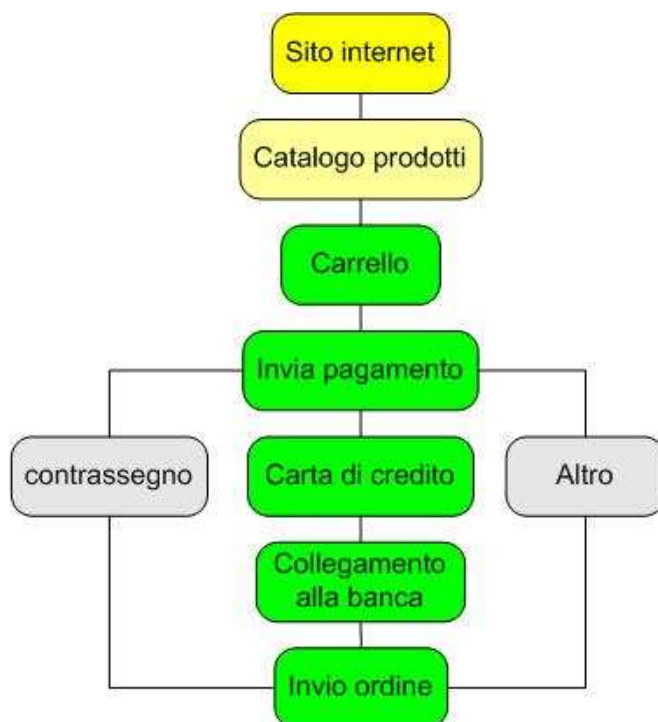 Sito internet
Catalogo prodotti
Carrello
Invia pagamento
contrassegno
Carta di credito
Altro
Collegamento
alla banca
Invio ordine